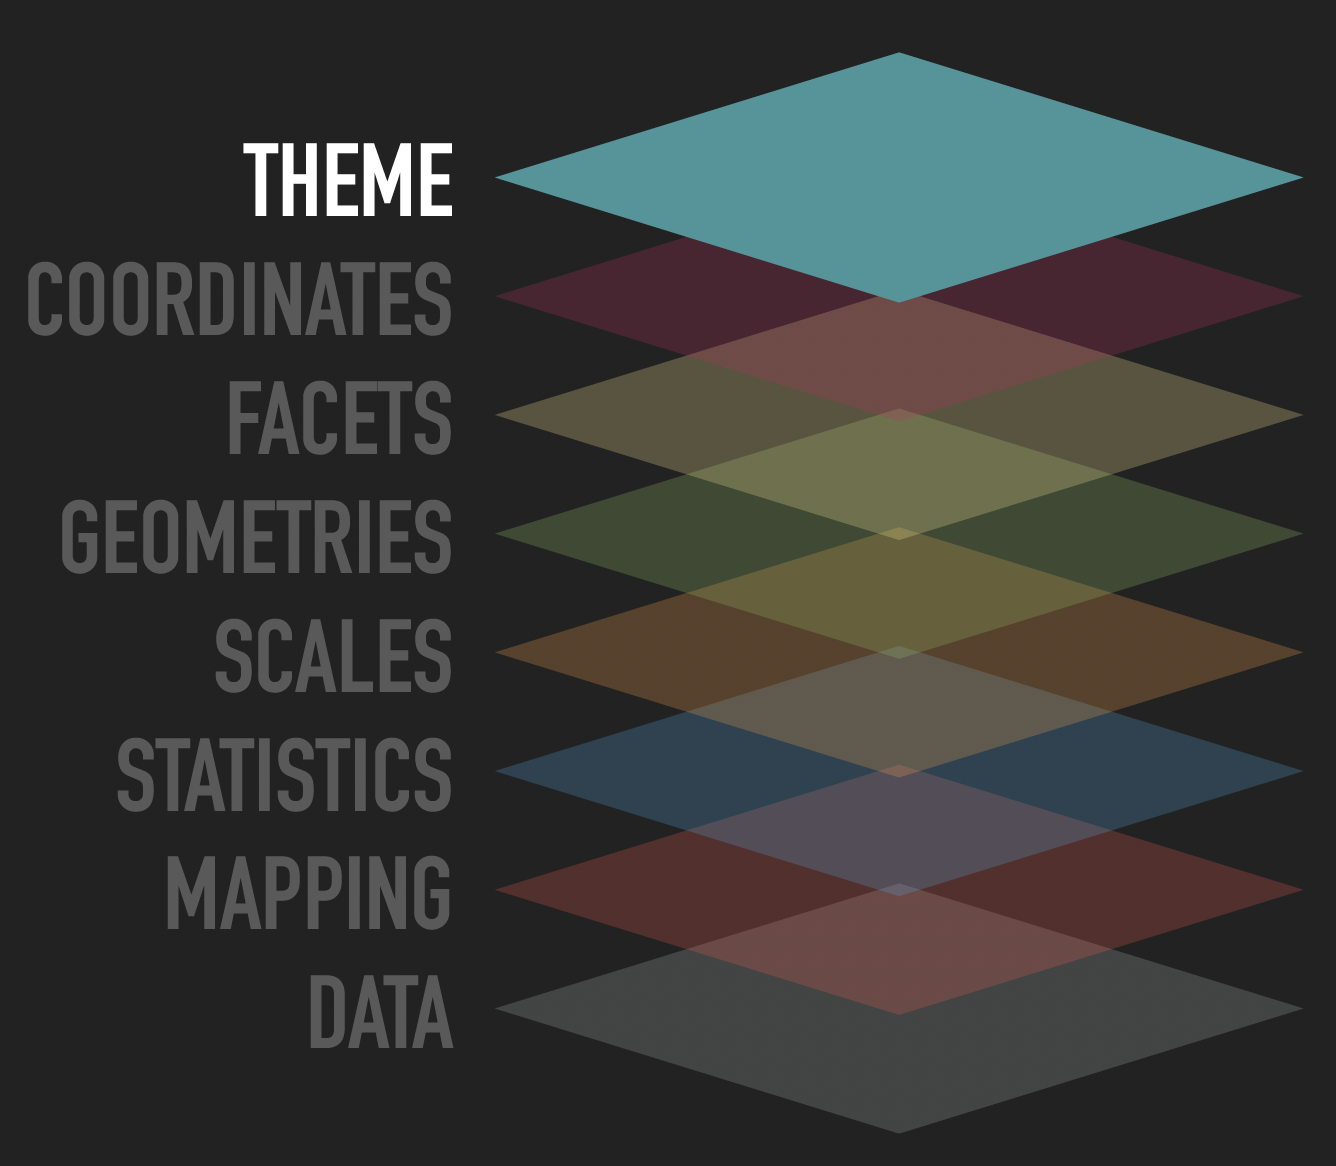 THEME
COORDINATES
FACETS
GEOMETRIES
SCALES
STATISTICS
MAPPING
DATA